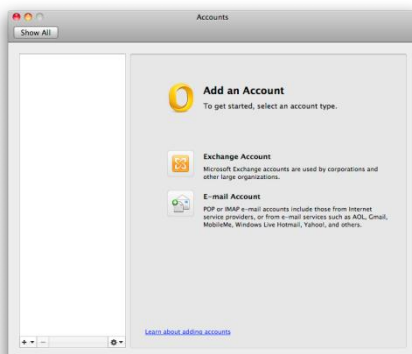 Accounts
Show All
Add an Account
To get started, select an account type.
Exchange Account
Microsoft Exchange accounts are used by corporations and
other large organizations.
E-mail Account
POP or IMAP e-mail accounts include those from Internet
service providers, or from e-mail services such as AOL, Gmail,
MobileMe, Windows Live Hotmail, Yahoo!, and others.
Learn about adding accounts